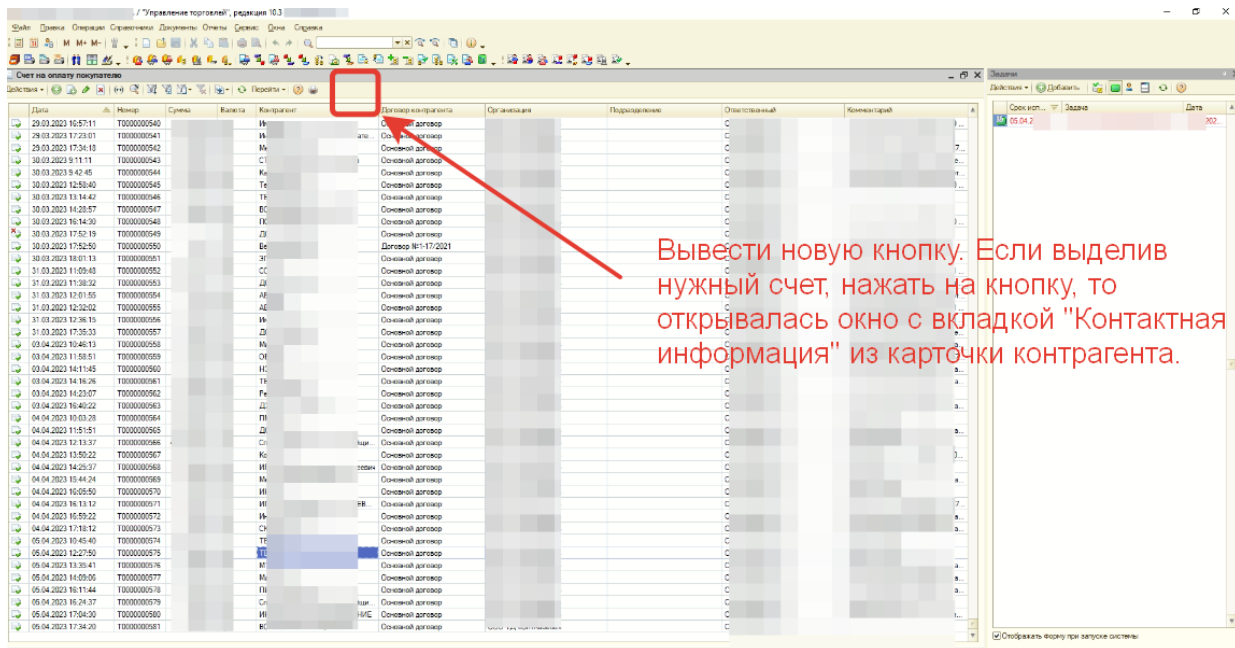 / "Управление торговлей", редакция 10.3
Файл Правка Операции Справочники Документы Отчеты Сервис Окна Справка
M M+ M-
Счет на оплату покупателю
Действия Перейти
Дата Номер Сумма Валюта Контрагент Договор контрагента Организация Подразделение Ответственный Комментарий
29.03.2023 16:57:11 Т0000000540 Основной договор
29.03.2023 17:23:01 Т0000000541 Основной договор
29.03.2023 17:34:18 Т0000000542 Основной договор
30.03.2023 9:11:11 Т0000000543 Основной договор
30.03.2023 9:42:45 Т0000000544 Основной договор
30.03.2023 12:58:40 Т0000000545 Основной договор
30.03.2023 13:14:42 Т0000000546 Основной договор
30.03.2023 14:28:57 Т0000000547 Основной договор
30.03.2023 16:14:30 Т0000000548 Основной договор
30.03.2023 17:52:19 Т0000000549 Основной договор
30.03.2023 17:52:50 Т0000000550 Договор №1-17/2021
30.03.2023 18:01:13 Т0000000551 Основной договор
31.03.2023 11:09:48 Т0000000552 Основной договор
31.03.2023 11:38:32 Т0000000553 Основной договор
31.03.2023 12:01:55 Т0000000554 Основной договор
31.03.2023 12:32:02 Т0000000555 Основной договор
31.03.2023 12:36:15 Т0000000556 Основной договор
31.03.2023 17:35:33 Т0000000557 Основной договор
03.04.2023 10:46:13 Т0000000558 Основной договор
03.04.2023 11:58:51 Т0000000559 Основной договор
03.04.2023 14:11:45 Т0000000560 Основной договор
03.04.2023 14:16:26 Т0000000561 Основной договор
03.04.2023 14:23:07 Т0000000562 Основной договор
03.04.2023 16:40:22 Т0000000563 Основной договор
04.04.2023 10:03:28 Т0000000564 Основной договор
04.04.2023 11:51:51 Т0000000565 Основной договор
04.04.2023 12:13:37 Т0000000566 Основной договор
04.04.2023 13:50:22 Т0000000567 Основной договор
04.04.2023 14:25:37 Т0000000568 Основной договор
04.04.2023 15:44:24 Т0000000569 Основной договор
04.04.2023 16:05:50 Т0000000570 Основной договор
04.04.2023 16:13:12 Т0000000571 Основной договор
04.04.2023 16:59:22 Т0000000572 Основной договор
04.04.2023 17:18:12 Т0000000573 Основной договор
05.04.2023 10:45:40 Т0000000574 Основной договор
05.04.2023 12:27:50 Т0000000575 Основной договор
05.04.2023 13:35:41 Т0000000576 Основной договор
05.04.2023 14:09:06 Т0000000577 Основной договор
05.04.2023 16:11:44 Т0000000578 Основной договор
05.04.2023 16:24:37 Т0000000579 Основной договор
05.04.2023 17:04:30 Т0000000580 Основной договор
05.04.2023 17:34:20 Т0000000581 Основной договор
Вывести новую кнопку. Если выделив
нужный счет, нажать на кнопку, то
открывалась окно с вкладкой "Контактная
информация" из карточки контрагента.
Задачи
Действия Добавить
Срок исп... Задача Дата
05.04.2
Отображать форму при запуске системы